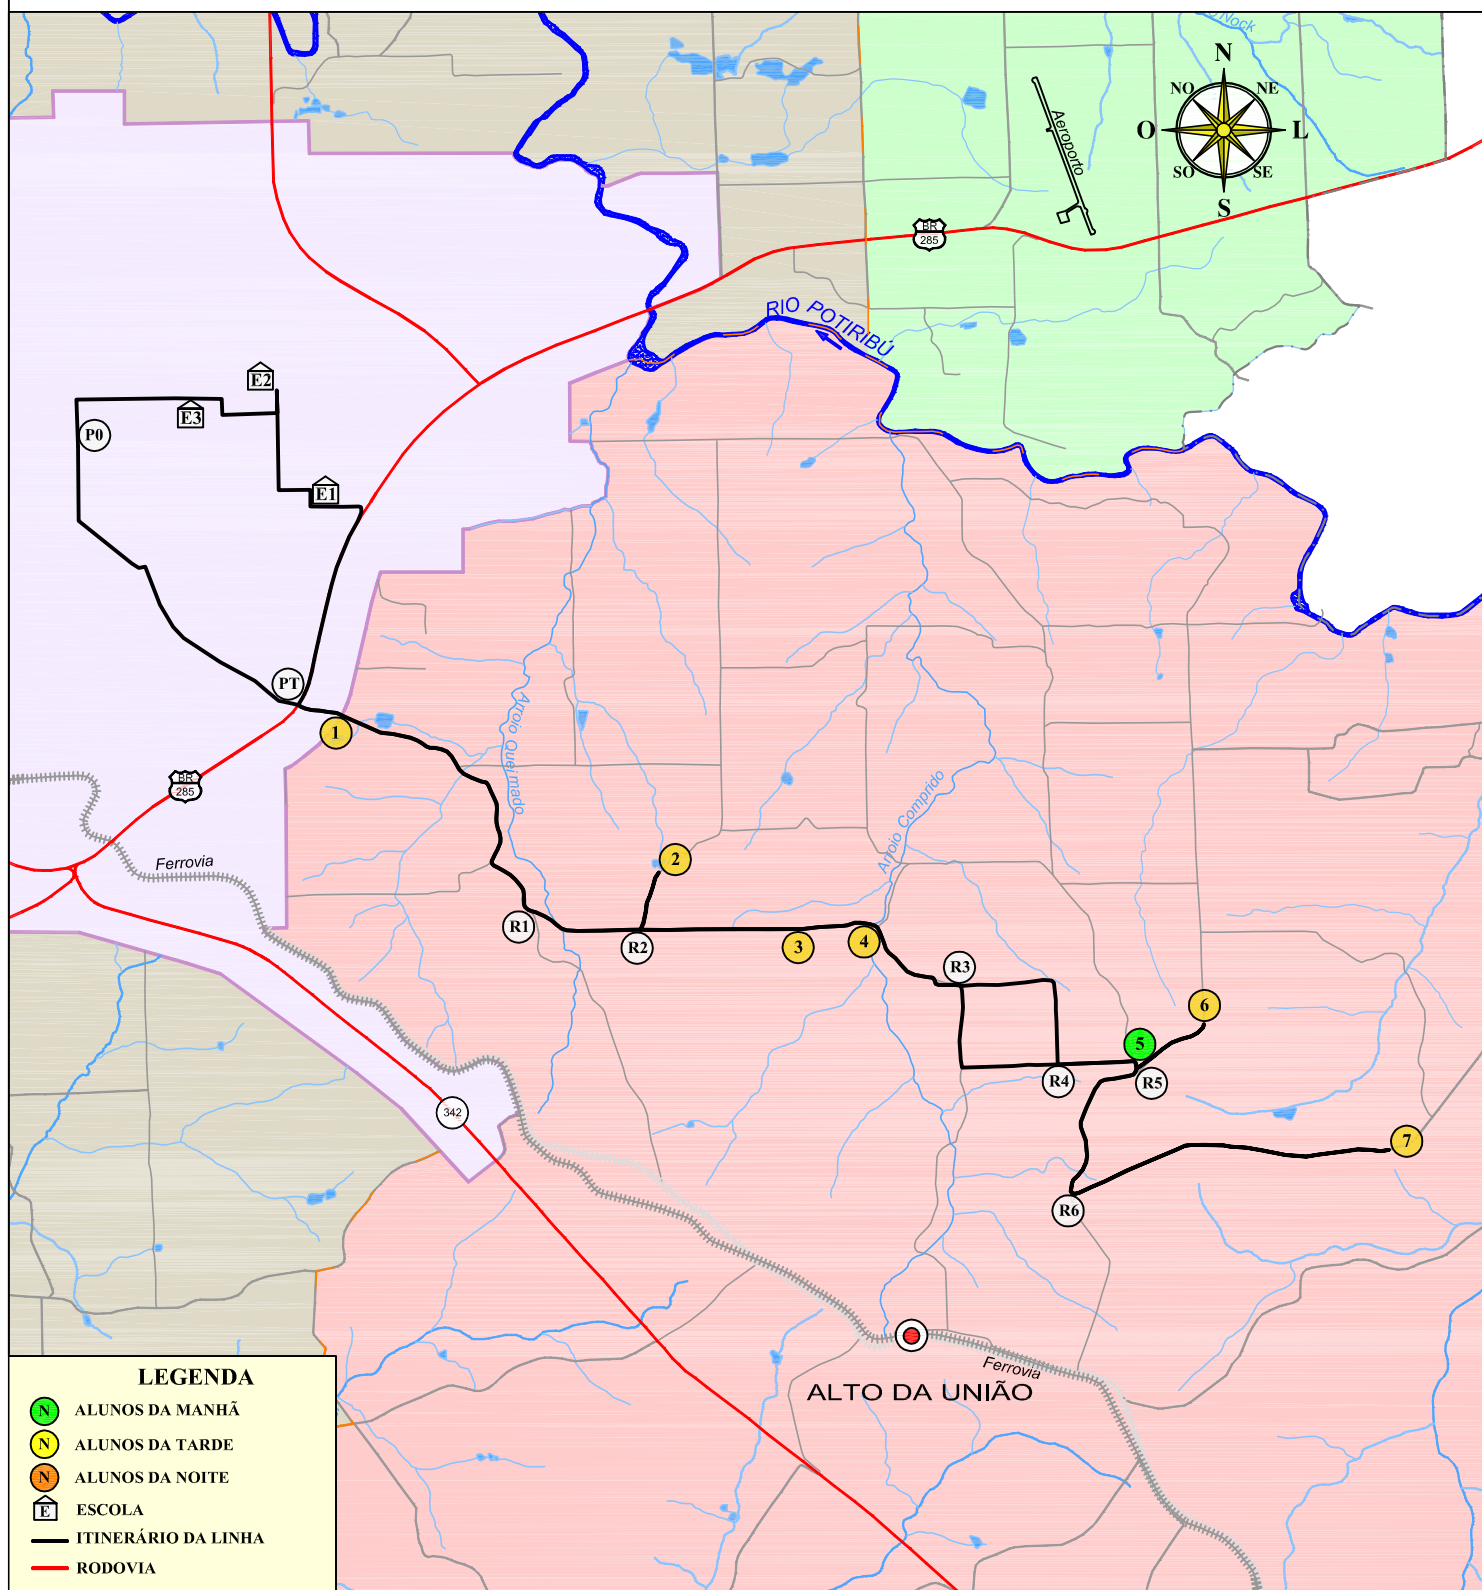 Nock
N
NO
NE
O
L
SO
SE
S
Aeroporto
BR
285
RIO POTIRIBÚ
E2
E3
P0
E1
PT
1
Arroio Queimado
BR
285
Arroio Comprido
Ferrovia
2
R1
R2
3
4
R3
6
5
R4
R5
342
7
R6
Ferrovia
ALTO DA UNIÃO
LEGENDA
N ALUNOS DA MANHÃ
N ALUNOS DA TARDE
N ALUNOS DA NOITE
E ESCOLA
ITINERÁRIO DA LINHA
RODOVIA